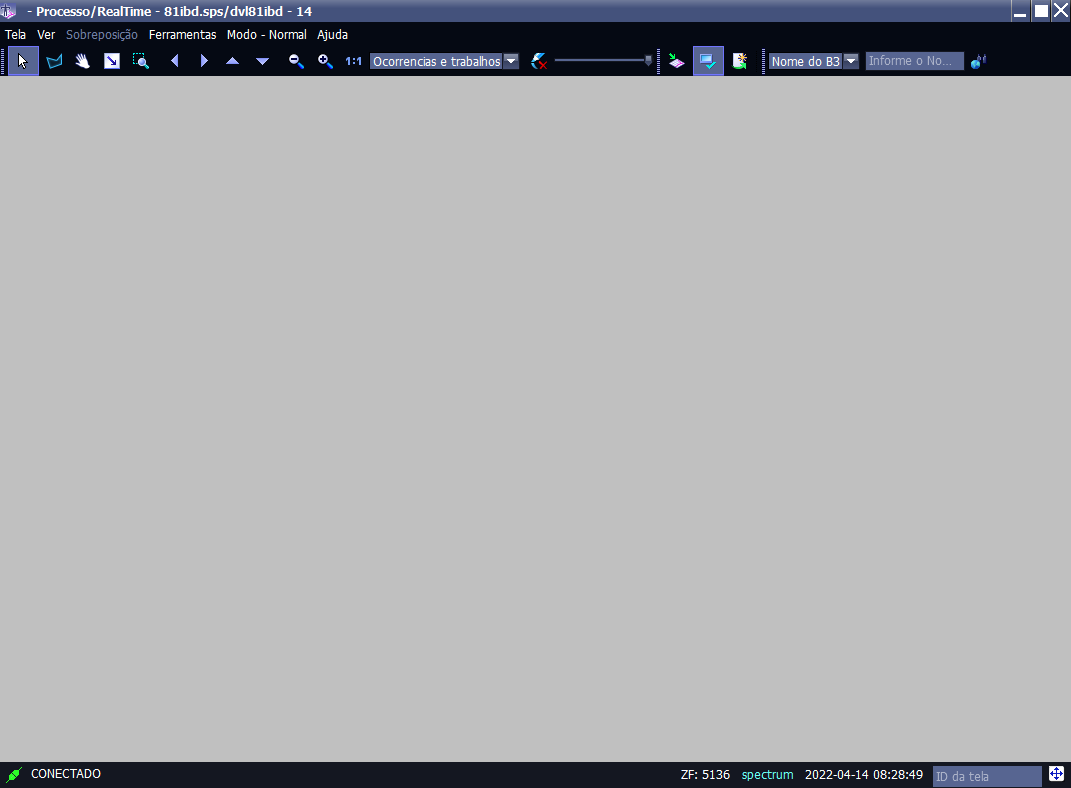 - Processo/RealTime - 81ibd.sps/dvl81ibd - 14
Tela Ver Sobreposição Ferramentas Modo - Normal Ajuda
1:1 Ocorrencias e trabalhos Nome do B3 Informe o No...
CONECTADO ZF: 5136 spectrum 2022-04-14 08:28:49 ID da tela